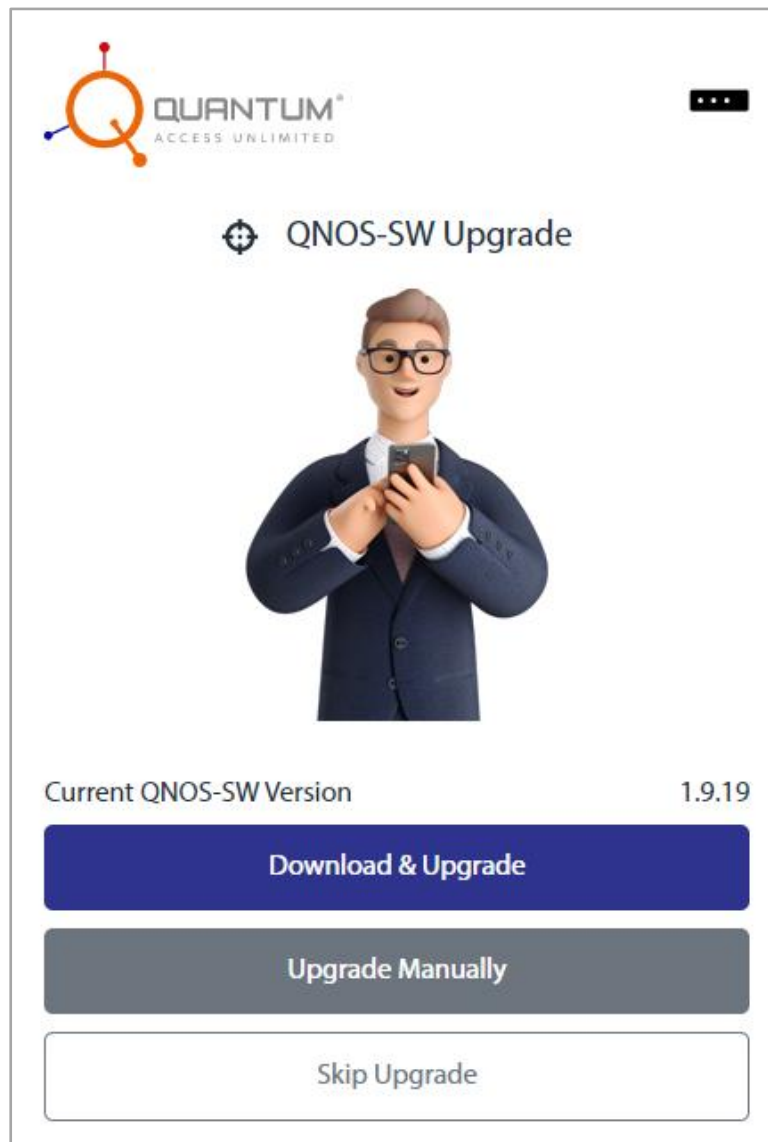 QUANTUM®
ACCESS UNLIMITED
QNOS-SW Upgrade
Current QNOS-SW Version 1.9.19
Download & Upgrade
Upgrade Manually
Skip Upgrade